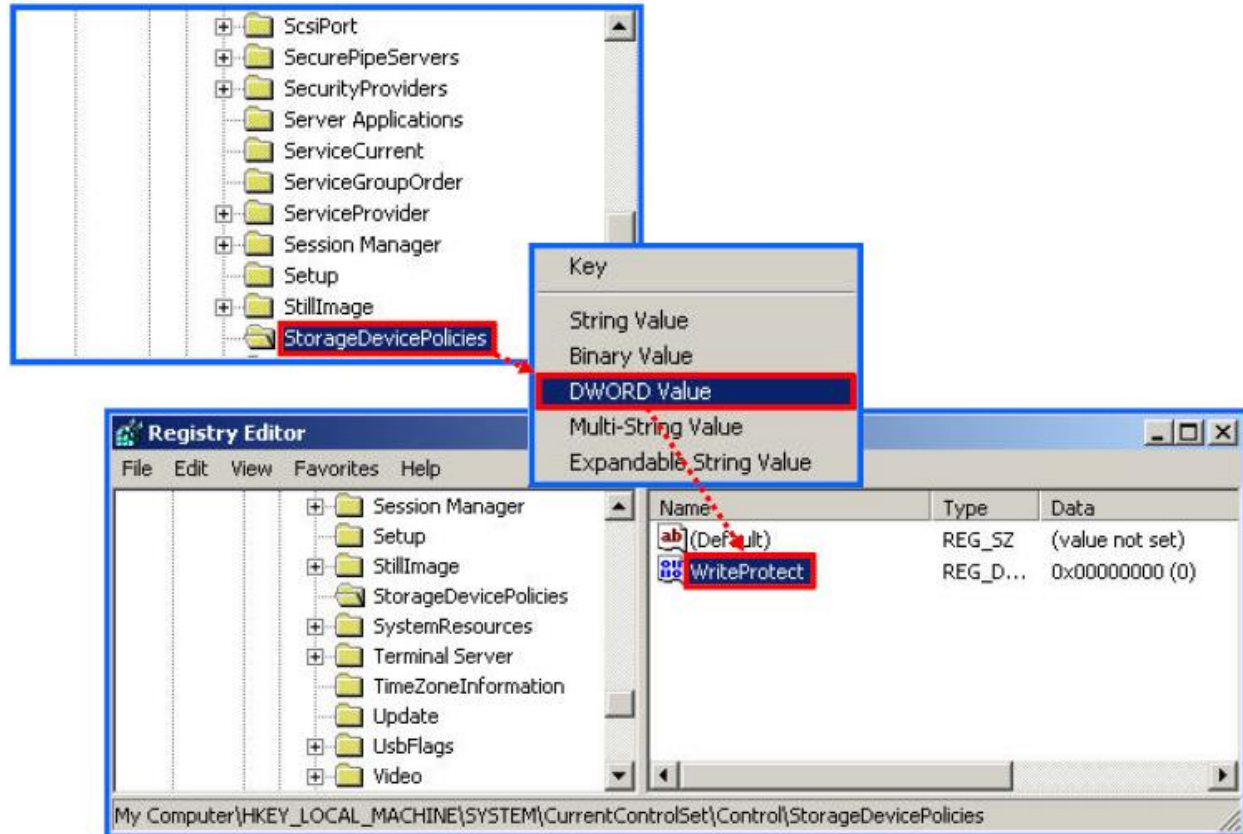 ScsiPort
SecurePipeServers
SecurityProviders
Server Applications
ServiceCurrent
ServiceGroupOrder
ServiceProvider
Session Manager
Setup
StillImage
StorageDevicePolicies
Key
String Value
Binary Value
DWORD Value
Multi-String Value
Expandable String Value
Registry Editor
File Edit View Favorites Help
Session Manager
Setup
StillImage
StorageDevicePolicies
SystemResources
Terminal Server
TimeZoneInformation
Update
UsbFlags
Video
Name Type Data
(Default) REG_SZ (value not set)
WriteProtect REG_D... 0x00000000 (0)
My Computer\HKEY_LOCAL_MACHINE\SYSTEM\CurrentControlSet\Control\StorageDevicePolicies